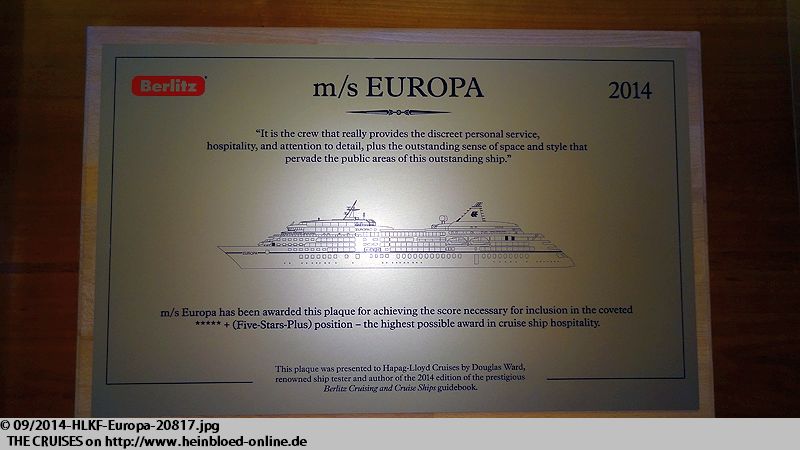 Berlitz
m/s EUROPA
2014
“It is the crew that really provides the discreet personal service,
hospitality, and attention to detail, plus the outstanding sense of space and style that
pervade the public areas of this outstanding ship.”
EUROPA
EUROPA
m/s Europa has been awarded this plaque for achieving the score necessary for inclusion in the coveted
***** + (Five-Stars-Plus) position – the highest possible award in cruise ship hospitality.
This plaque was presented to Hapag-Lloyd Cruises by Douglas Ward,
renowned ship tester and author of the 2014 edition of the prestigious
Berlitz Cruising and Cruise Ships guidebook.
© 09/2014-HLKF-Europa-20817.jpg
THE CRUISES on http://www.heinbloed-online.de